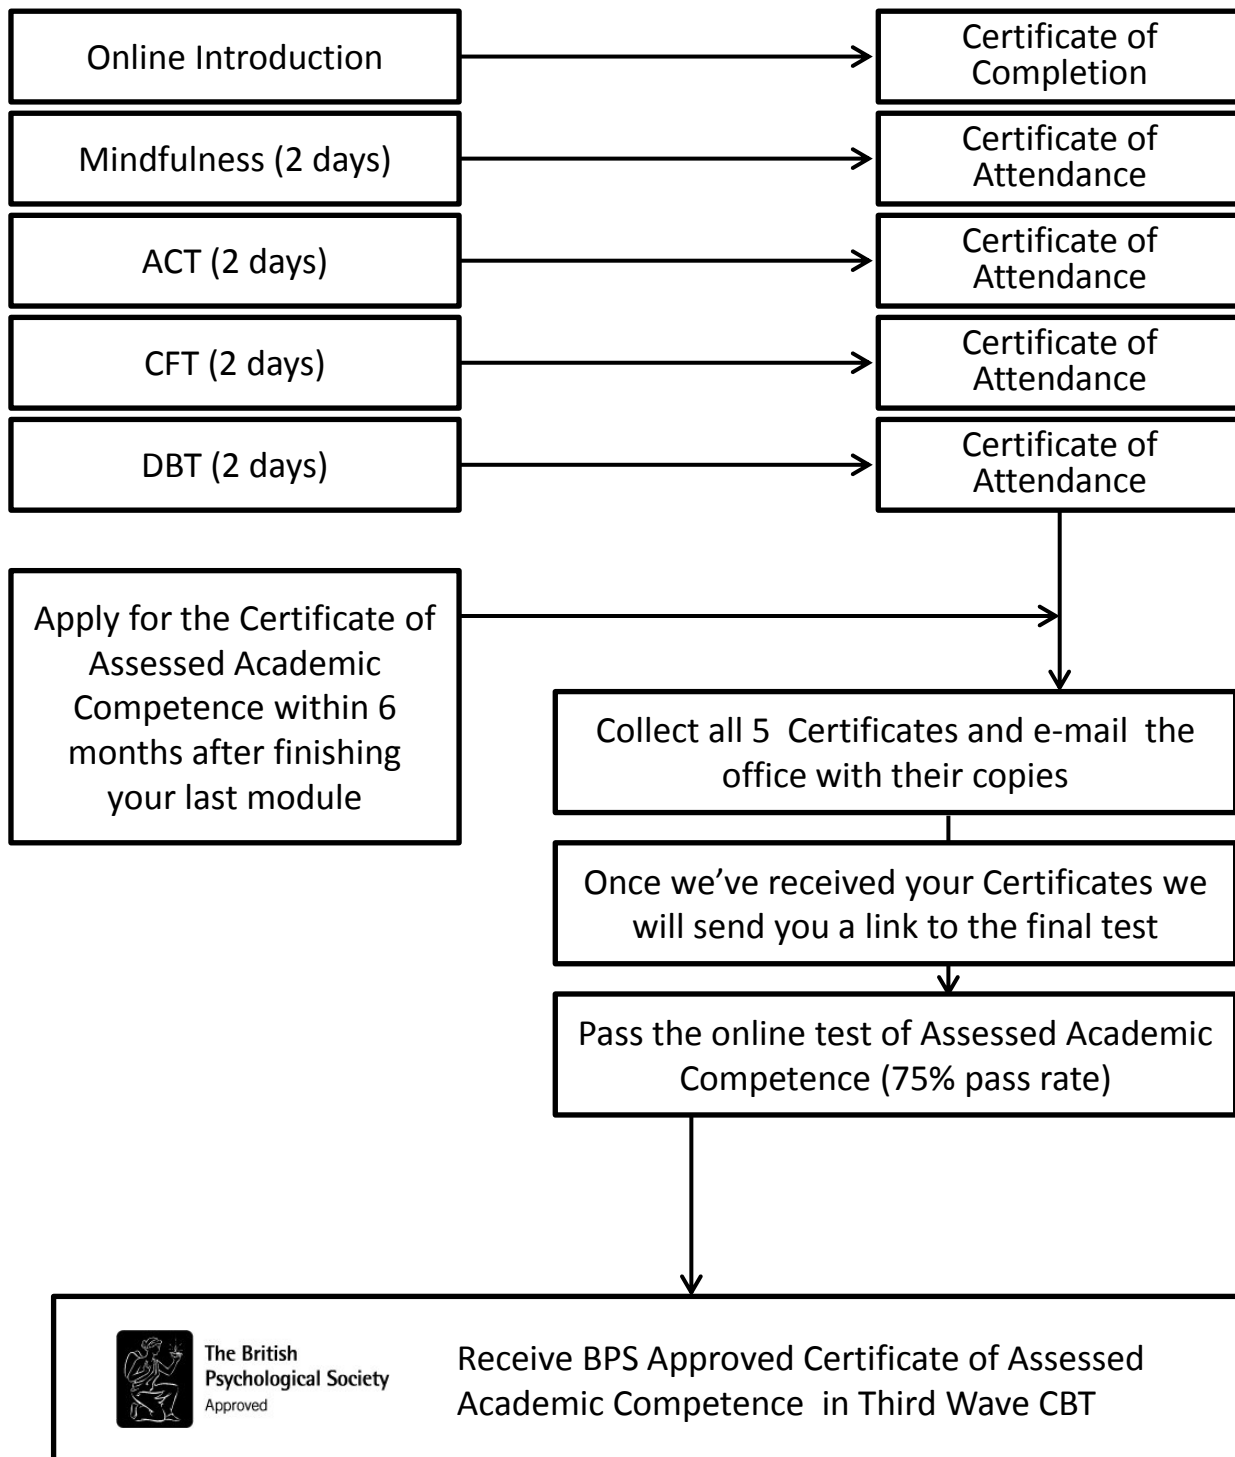 Online Introduction
Certificate of
Completion
Mindfulness (2 days)
Certificate of
Attendance
ACT (2 days)
Certificate of
Attendance
CFT (2 days)
Certificate of
Attendance
DBT (2 days)
Certificate of
Attendance
Apply for the Certificate of
Assessed Academic
Competence within 6
months after finishing
your last module
Collect all 5  Certificates and e-mail  the
office with their copies
Once we’ve received your Certificates we
will send you a link to the final test
Pass the online test of Assessed Academic
Competence (75% pass rate)
The British
Psychological Society
Approved
Receive BPS Approved Certificate of Assessed
Academic Competence  in Third Wave CBT